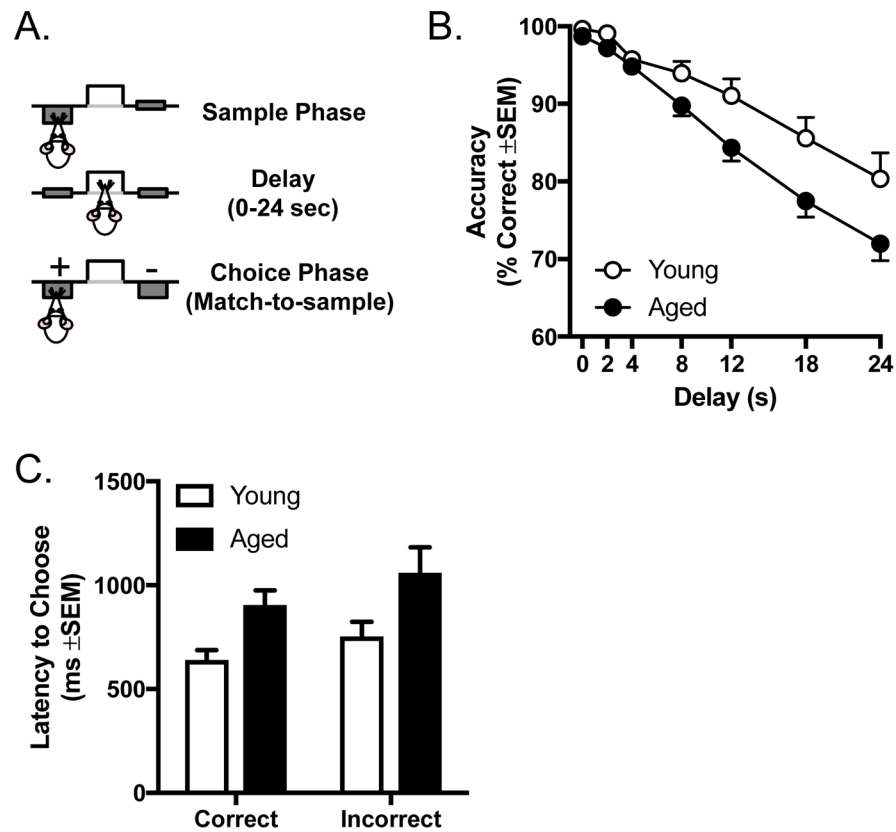 A.
Sample Phase
Delay
(0-24 sec)
+
-
Choice Phase
(Match-to-sample)
B.
Accuracy
(% Correct ±SEM)
100
90
80
70
60
Young
Aged
0 2 4 8 12 18 24
Delay (s)
C.
Latency to Choose
(ms ±SEM)
1500
1000
500
0
Young
Aged
Correct Incorrect